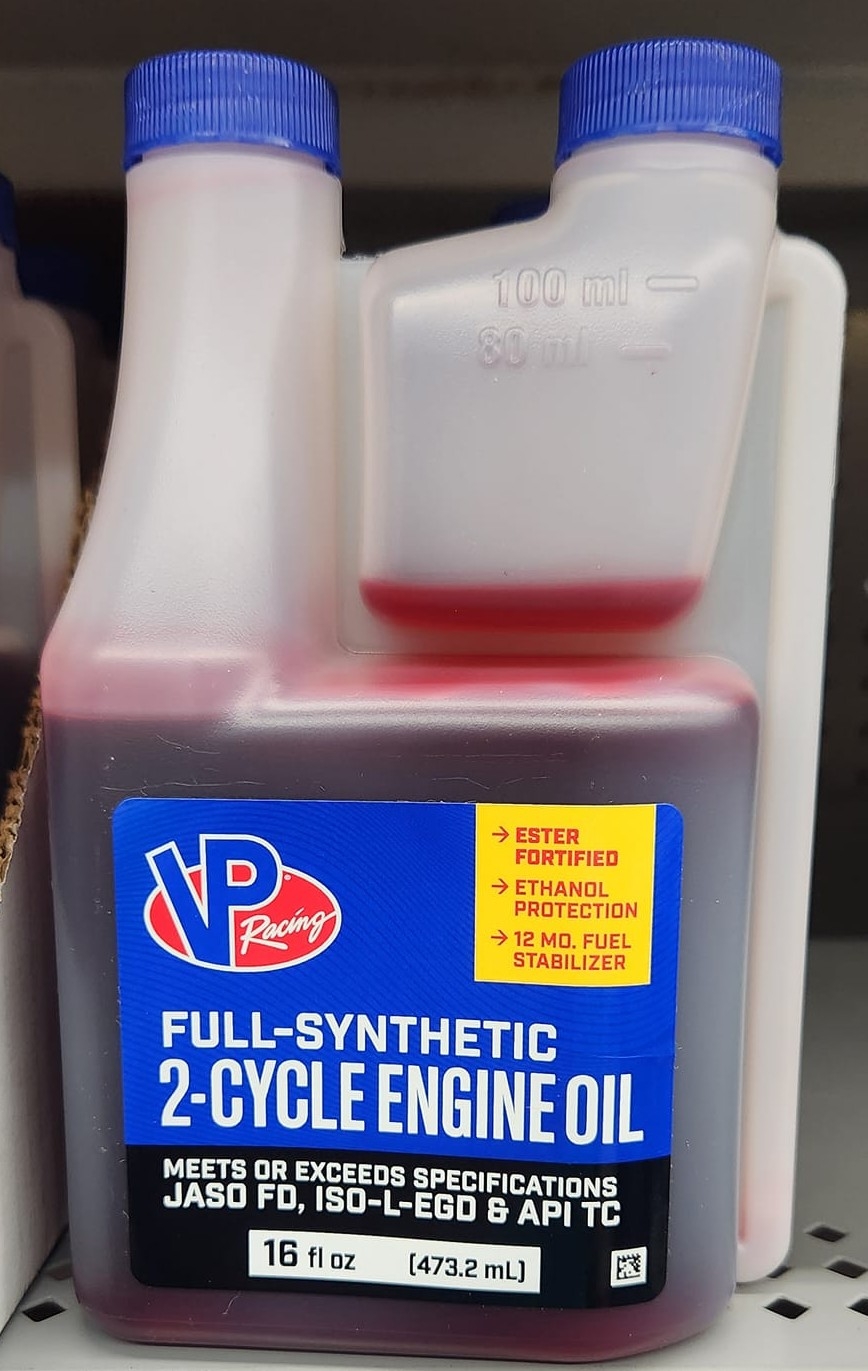 100 ml
80 ml
VP
Racing
→ ESTER
FORTIFIED
→ ETHANOL
PROTECTION
→ 12 MO. FUEL
STABILIZER
FULL-SYNTHETIC
2-CYCLE ENGINE OIL
MEETS OR EXCEEDS SPECIFICATIONS
JASO FD, ISO-L-EGD & API TC
16 fl oz (473.2 mL)